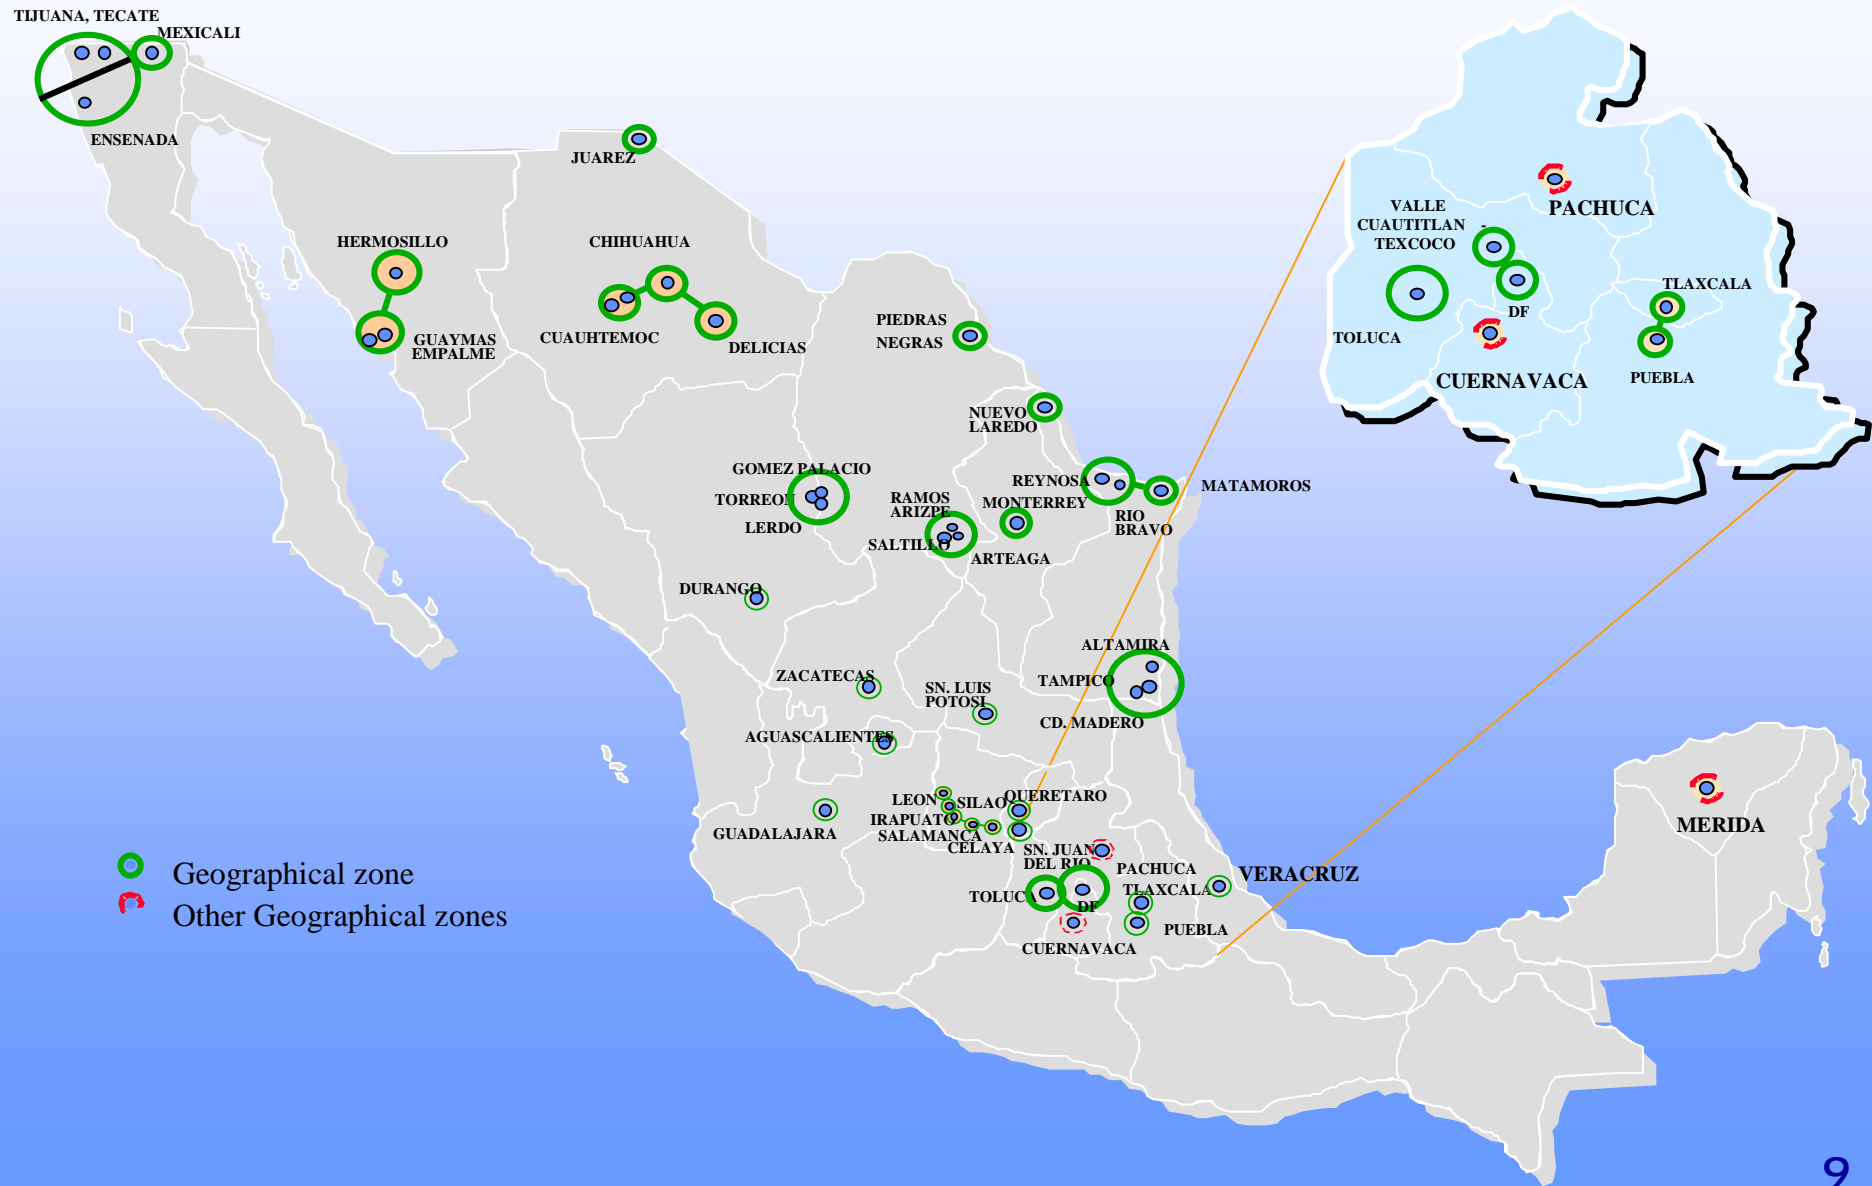 TIJUANA, TECATE
MEXICALI
ENSENADA
JUAREZ
HERMOSILLO
CHIHUAHUA
GUAYMAS
EMPALME
CUAUHTEMOC
DELICIAS
PIEDRAS
NEGRAS
NUEVO
LAREDO
GOMEZ PALACIO
TORREON
LERDO
RAMOS
ARIZPE
SALTILLO
ARTEAGA
MONTERREY
REYNOSA
RIO
BRAVO
MATAMOROS
DURANGO
ZACATECAS
SN. LUIS
POTOSI
ALTAMIRA
TAMPICO
CD. MADERO
AGUASCALIENTES
GUADALAJARA
LEON
SILAO
IRAPUATO
SALAMANCA
CELAYA
QUERETARO
SN. JUAN
DEL RIO
PACHUCA
TLAXCALA
TOLUCA
DF
CUERNAVACA
PUEBLA
VERACRUZ
MERIDA
PACHUCA
VALLE
CUAUTITLAN -
TEXCOCO
TOLUCA
DF
TLAXCALA
CUERNAVACA
PUEBLA
Geographical zone
Other Geographical zones
9